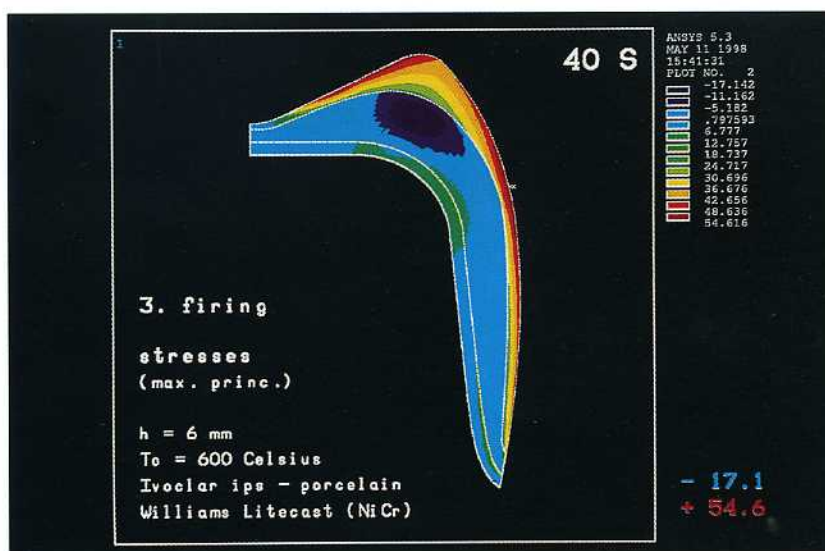 1
40 S
ANSYS 5.3
MAY 11 1998
15:41:31
PLOT NO. 2
-17.142
-11.162
-5.182
.797593
6.777
12.757
18.737
24.717
30.696
36.676
42.656
48.636
54.616
3. firing
stresses
(max. princ.)
h = 6 mm
To = 600 Celsius
Ivoclar ips - porcelain
Williams Litecast (NiCr)
- 17.1
+ 54.6